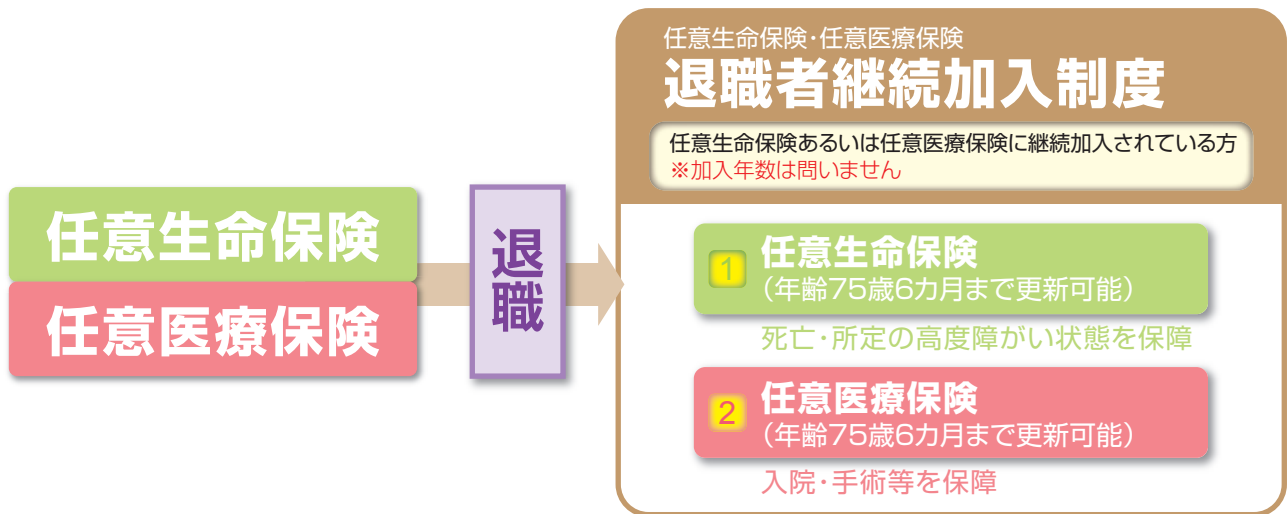 任意生命保険
任意医療保険
退職
任意生命保険・任意医療保険
退職者継続加入制度
任意生命保険あるいは任意医療保険に継続加入されている方
※加入年数は問いません
1 任意生命保険
（年齢75歳6カ月まで更新可能）
死亡・所定の高度障がい状態を保障
2 任意医療保険
（年齢75歳6カ月まで更新可能）
入院・手術等を保障